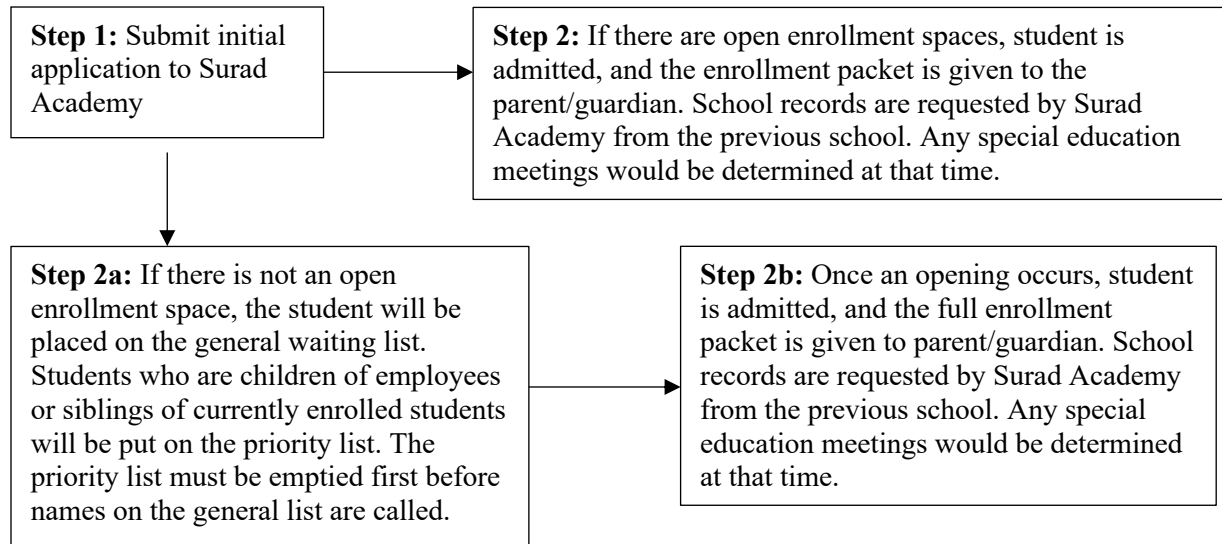 Step 1: Submit initial
application to Surad
Academy
Step 2: If there are open enrollment spaces, student is
admitted, and the enrollment packet is given to the
parent/guardian. School records are requested by Surad
Academy from the previous school. Any special education
meetings would be determined at that time.
Step 2a: If there is not an open
enrollment space, the student will be
placed on the general waiting list.
Students who are children of employees
or siblings of currently enrolled students
will be put on the priority list. The
priority list must be emptied first before
names on the general list are called.
Step 2b: Once an opening occurs, student
is admitted, and the full enrollment
packet is given to parent/guardian. School
records are requested by Surad Academy
from the previous school. Any special
education meetings would be determined
at that time.